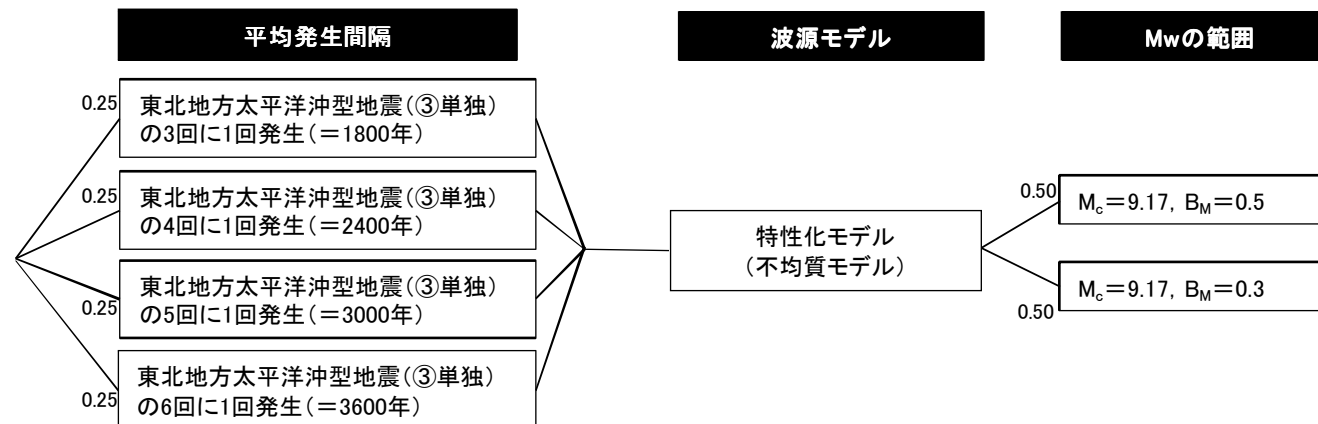 平均発生間隔
波源モデル
Mwの範囲
0.25
東北地方太平洋沖型地震(③単独)
の3回に1回発生(=1800年)
0.25
東北地方太平洋沖型地震(③単独)
の4回に1回発生(=2400年)
0.25
東北地方太平洋沖型地震(③単独)
の5回に1回発生(=3000年)
0.25
東北地方太平洋沖型地震(③単独)
の6回に1回発生(=3600年)
特性化モデル
(不均質モデル)
0.50
Mc=9.17, BM=0.5
0.50
Mc=9.17, BM=0.3